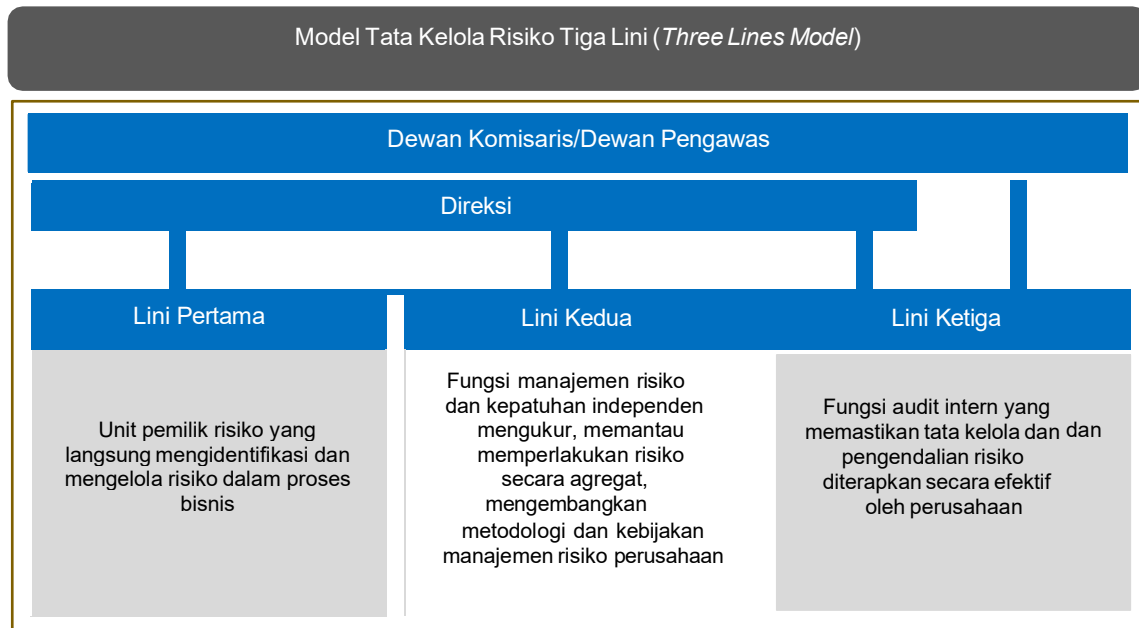 Model Tata Kelola Risiko Tiga Lini (Three Lines Model)
Dewan Komisaris/Dewan Pengawas
Direksi
Lini Pertama
Unit pemilik risiko yang
langsung mengidentifikasi dan
mengelola risiko dalam proses
bisnis
Lini Kedua
Fungsi manajemen risiko
dan kepatuhan independen
mengukur, memantau
memperlakukan risiko
secara agregat,
mengembangkan
metodologi dan kebijakan
manajemen risiko perusahaan
Lini Ketiga
Fungsi audit intern yang
memastikan tata kelola dan dan
pengendalian risiko
diterapkan secara efektif
oleh perusahaan